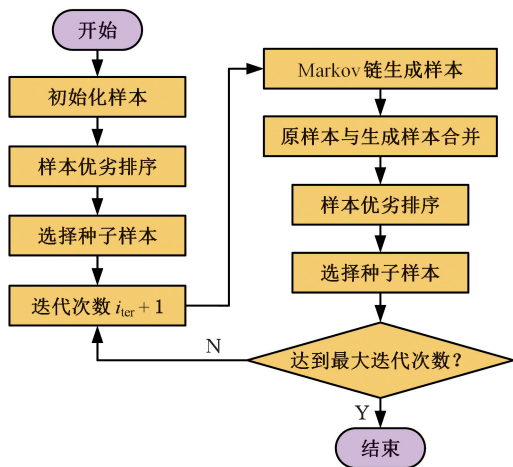 开始
初始化样本
样本优劣排序
选择种子样本
迭代次数 iter + 1
Markov 链生成样本
原样本与生成样本合并
样本优劣排序
选择种子样本
达到最大迭代次数？
N
Y
结束